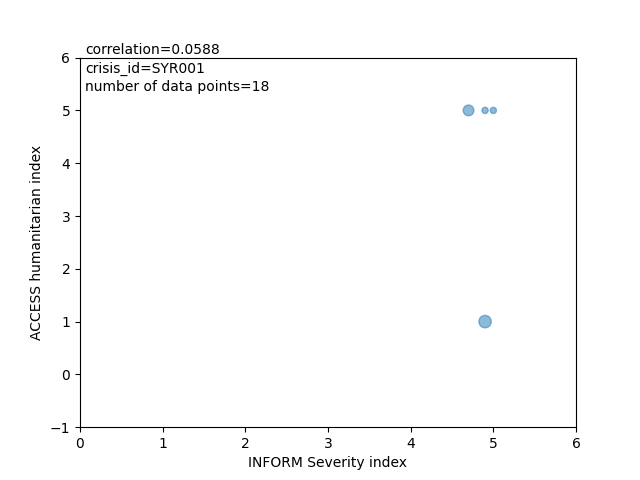 correlation=0.0588
crisis_id=SYR001
number of data points=18
6
5
4
3
2
1
0
−1
ACCESS humanitarian index
0 1 2 3 4 5 6
INFORM Severity index